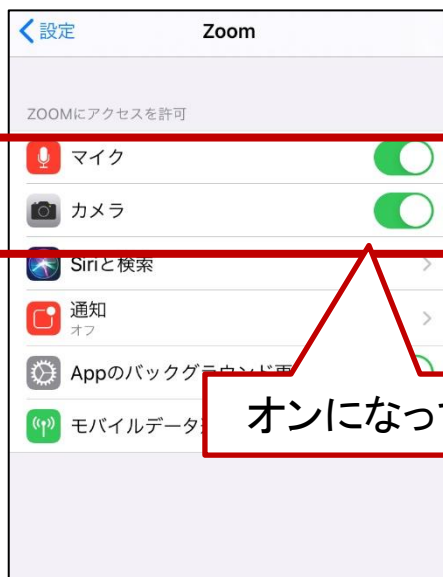 設定
Zoom
ZOOMにアクセスを許可
マイク
カメラ
Siriと検索
通知
オフ
Appのバックグラウンド更
モバイルデータ
オンになって